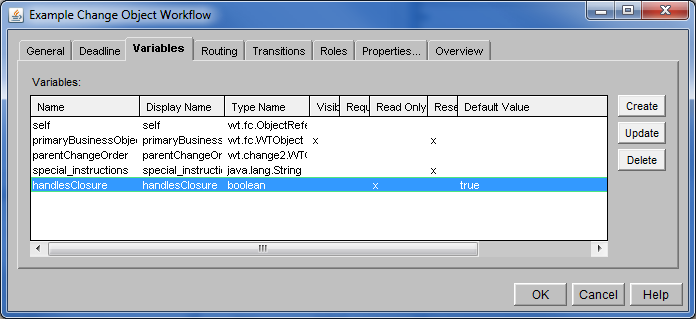 Example Change Object Workflow
General Deadline Variables Routing Transitions Roles Properties... Overview
Variables:
Name Display Name Type Name Visib Requ Read Only Rese Default Value
self self wt.fc.ObjectRefe
primaryBusinessObje primaryBusiness wt.fc.WTObject x x
parentChangeOrder parentChangeOr wt.change2.WTC
special_instructions special_instructi java.lang.String x
handlesClosure handlesClosure boolean x true
Create
Update
Delete
OK Cancel Help